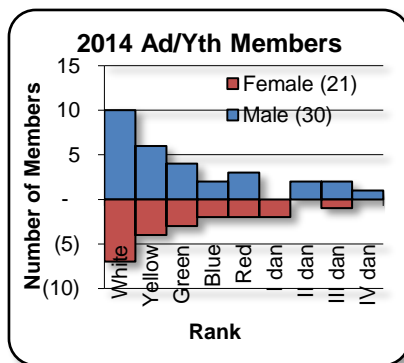 2014 Ad/Yth Members
Number of Members
15
10
5
-
(5)
(10)
Female (21)
Male (30)
White
Yellow
Green
Blue
Red
I dan
II dan
III dan
IV dan
Rank